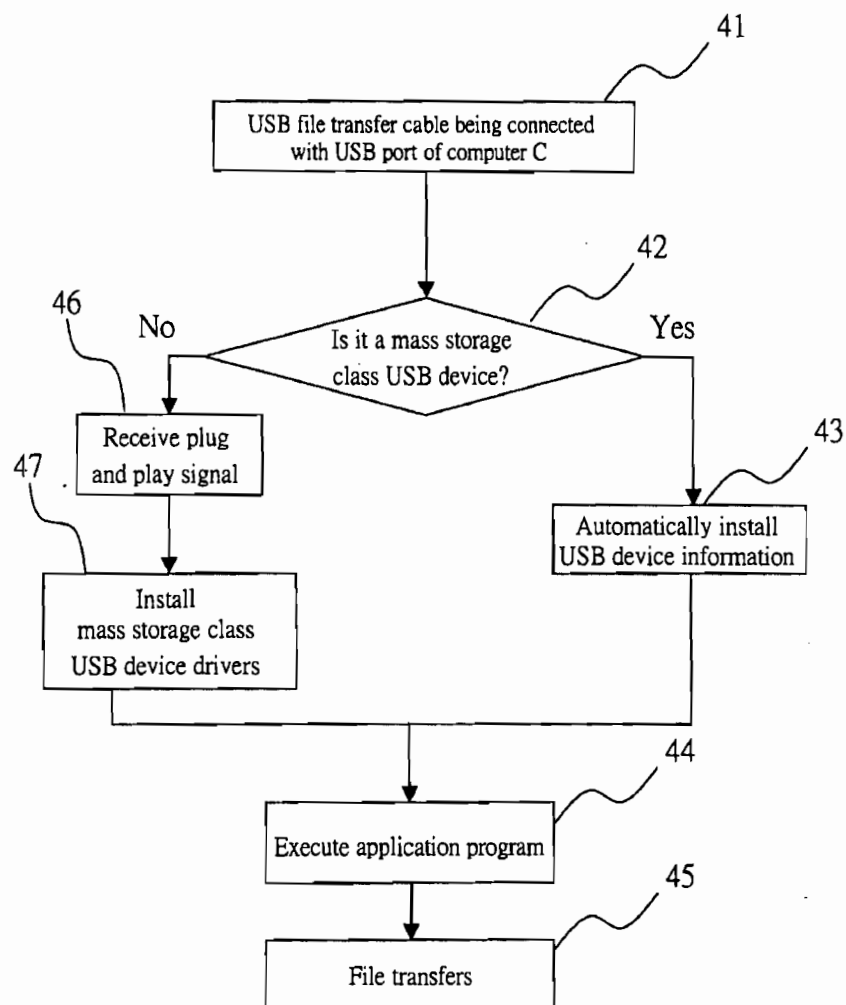 41
USB file transfer cable being connected
with USB port of computer C
42
Is it a mass storage
class USB device?
No
Yes
46
Receive plug
and play signal
43
Automatically install
USB device information
47
Install
mass storage class
USB device drivers
44
Execute application program
45
File transfers